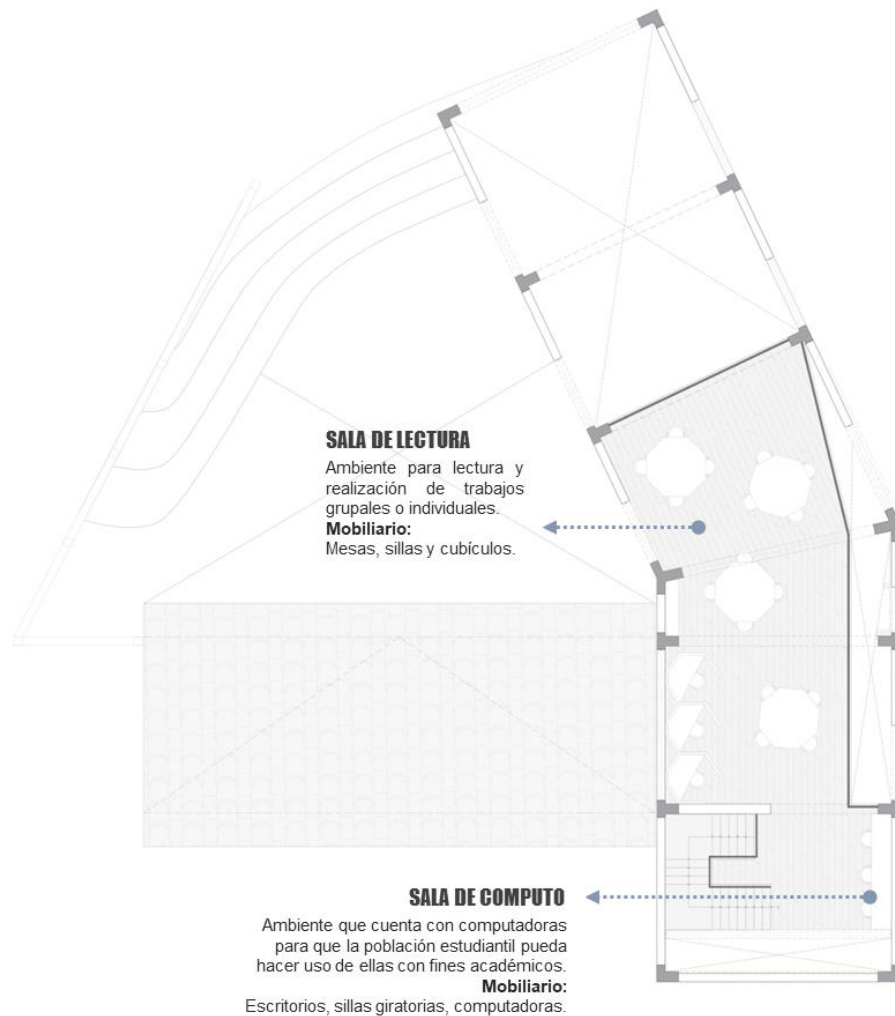 SALA DE LECTURA
Ambiente para lectura y
realización de trabajos
grupales o individuales.
Mobiliario:
Mesas, sillas y cubículos.
SALA DE COMPUTO
Ambiente que cuenta con computadoras
para que la población estudiantil pueda
hacer uso de ellas con fines académicos.
Mobiliario:
Escritorios, sillas giratorias, computadoras.